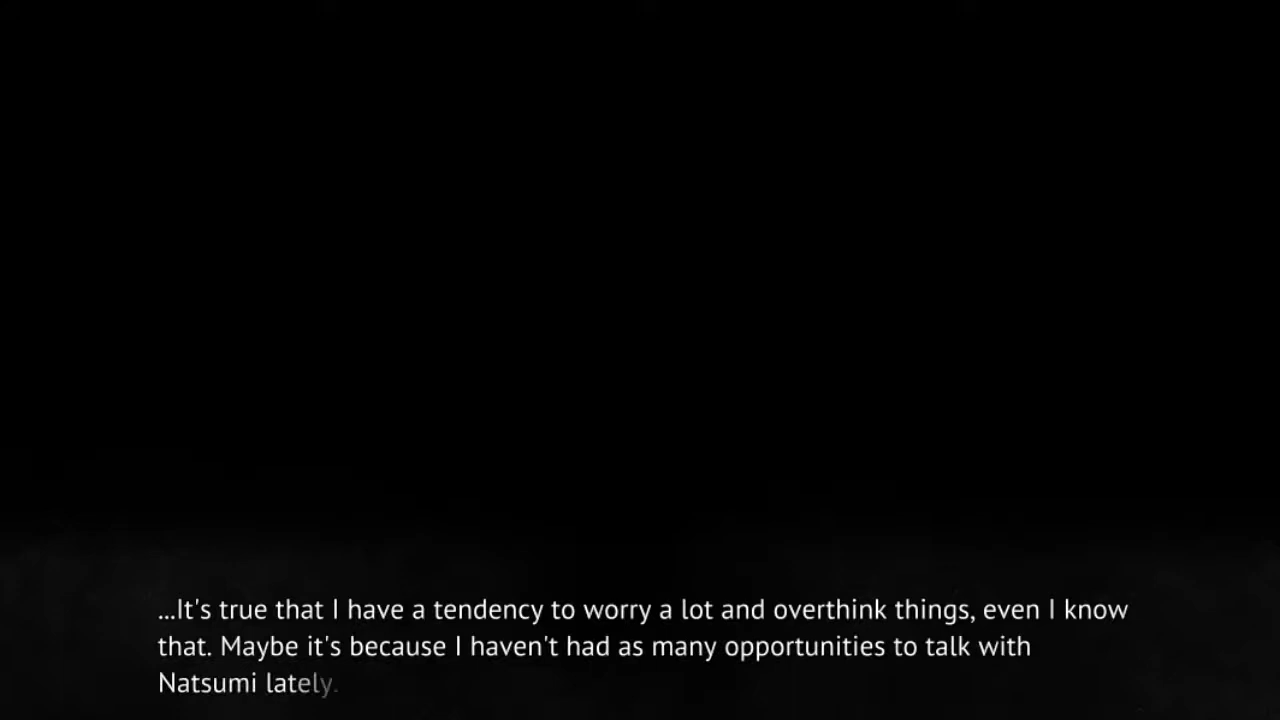 ...It's true that I have a tendency to worry a lot and overthink things, even I know
that. Maybe it's because I haven't had as many opportunities to talk with
Natsumi lately.